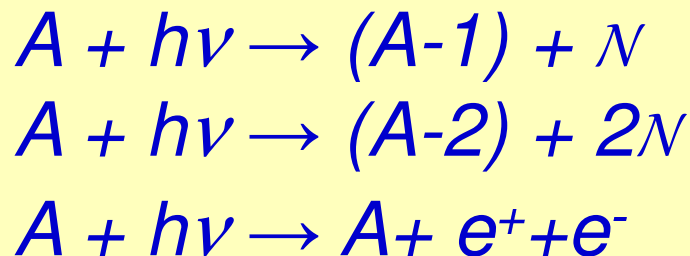 A + hν → (A-1) + 𝒩
A + hν → (A-2) + 2𝒩
A + hν → A+ e⁺+e⁻